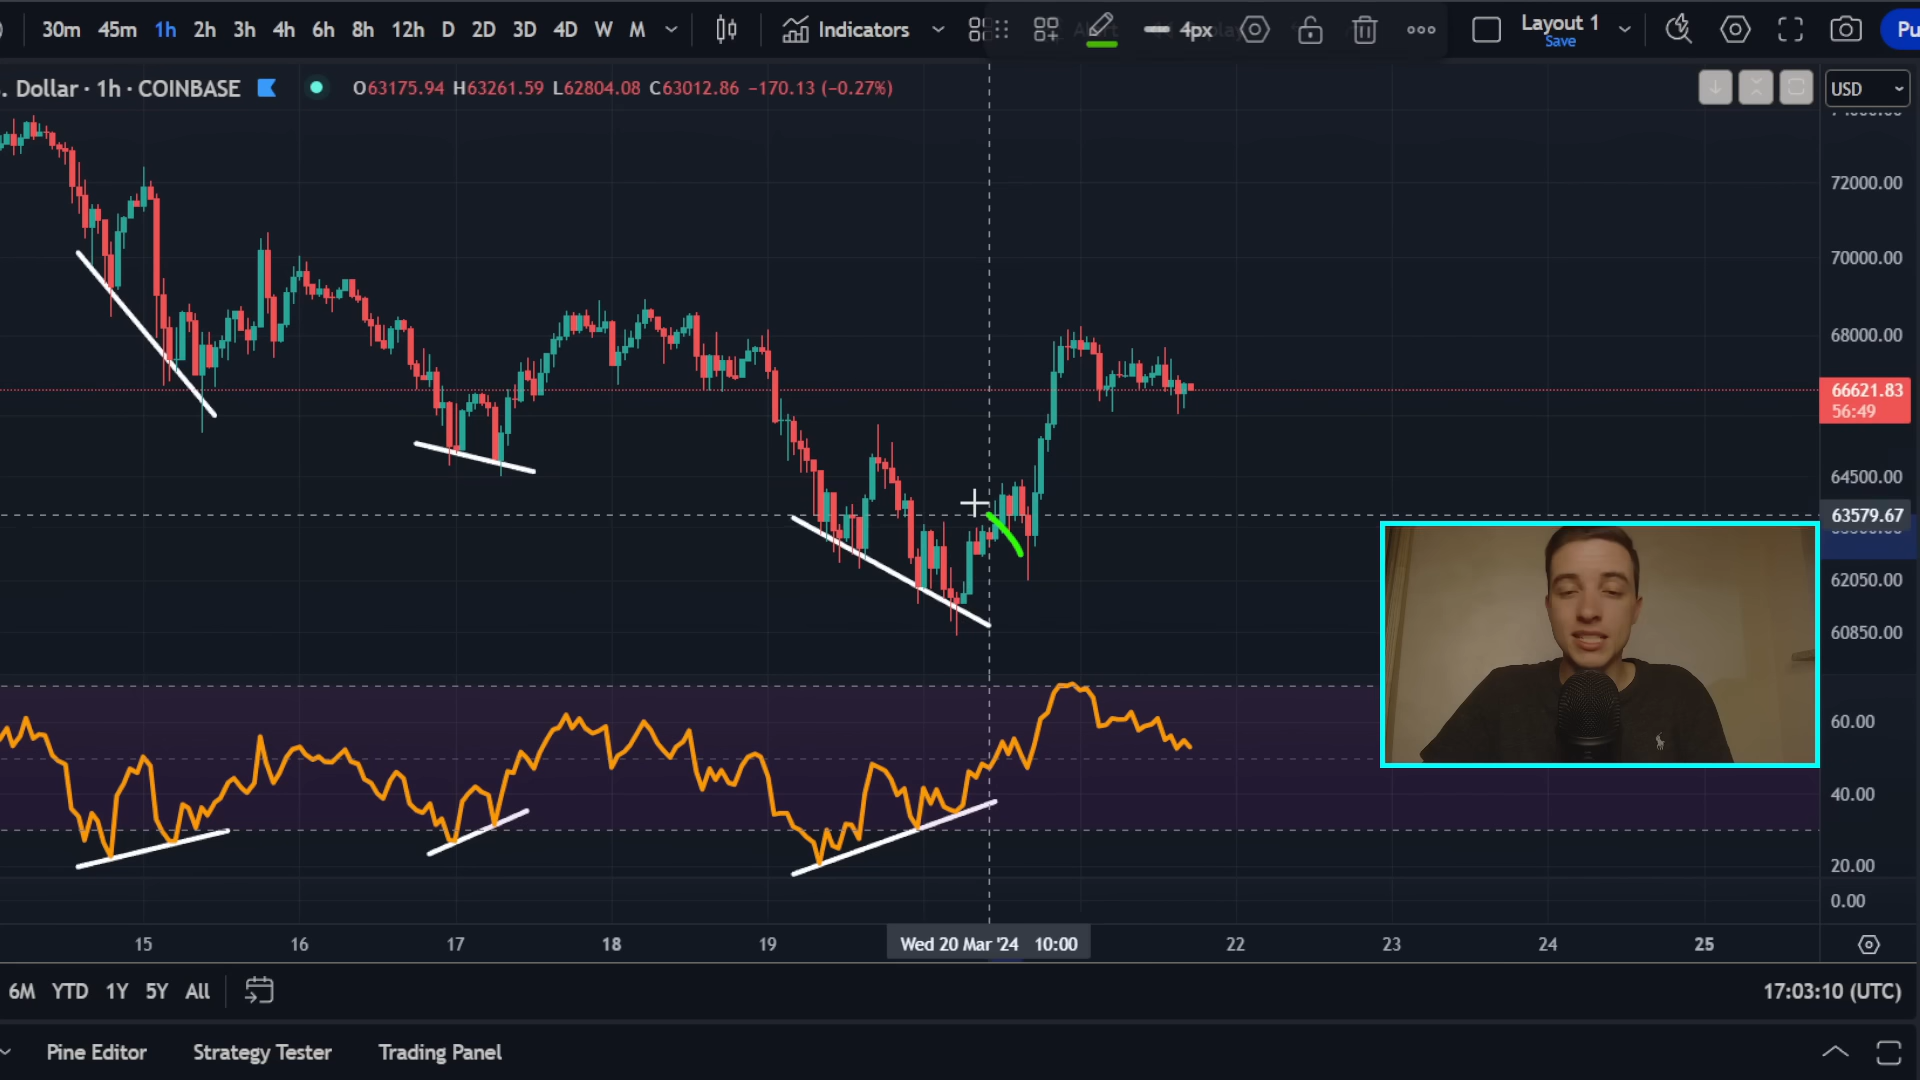 30m 45m 1h 2h 3h 4h 6h 8h 12h D 2D 3D 4D W M Indicators 4px Layout 1 Pu
Save
. Dollar · 1h · COINBASE O63175.94 H63261.59 L62804.08 C63012.86 −170.13 (−0.27%) USD
72000.00
70000.00
68000.00
66621.83
56:49
64500.00
63579.67
62050.00
60850.00
60.00
40.00
20.00
0.00
15 16 17 18 19 Wed 20 Mar '24 10:00 22 23 24 25
6M YTD 1Y 5Y All 17:03:10 (UTC)
Pine Editor Strategy Tester Trading Panel